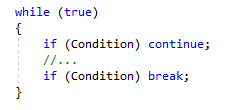 while (true)
{
if (Condition) continue;
//...
if (Condition) break;
}